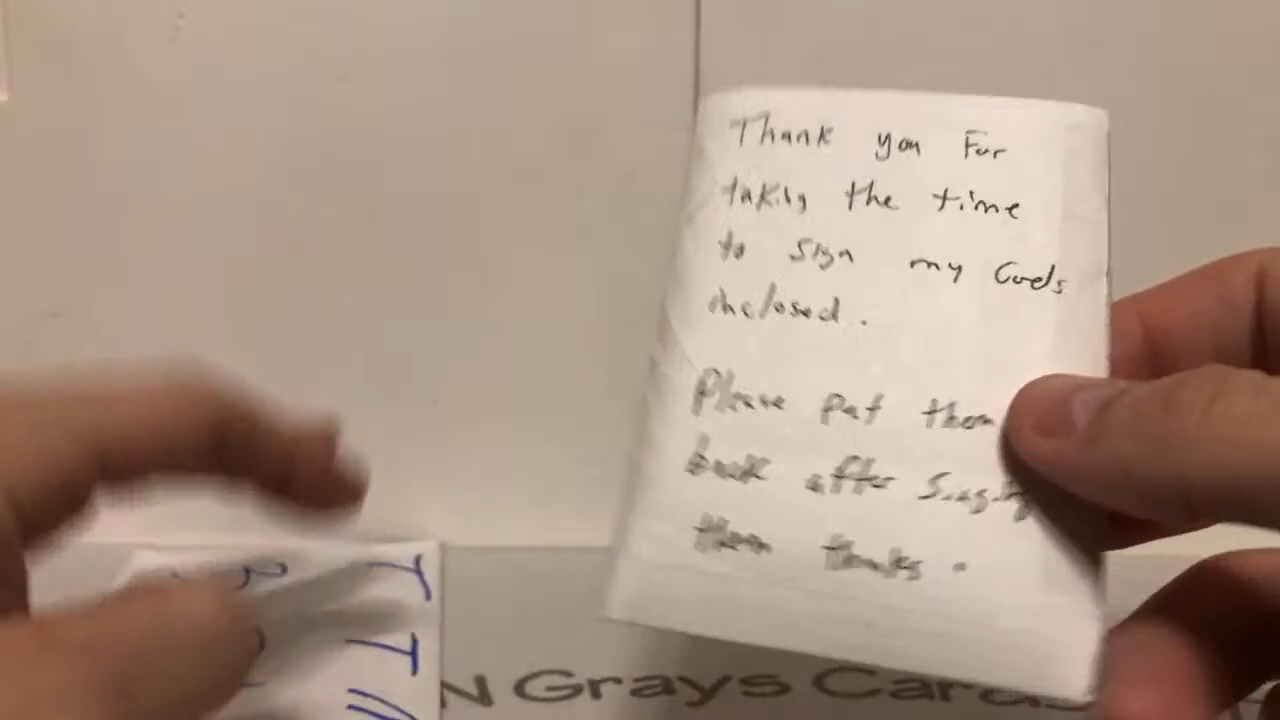 Thank you For
taking the time
to sign my Cards
enclosed.
Please put them
back after Singing
them thanks.
N Grays Cards